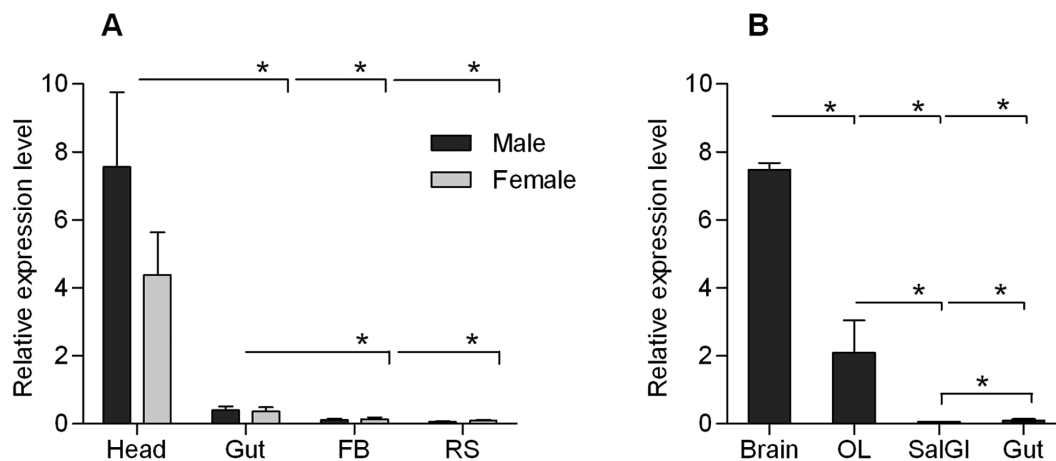 A
B
* * *
* * *
10
8
6
4
2
0
Relative expression level
Male
Female
* *
Head Gut FB RS
10
8
6
4
2
0
Relative expression level
* *
*
Brain OL SalGl Gut